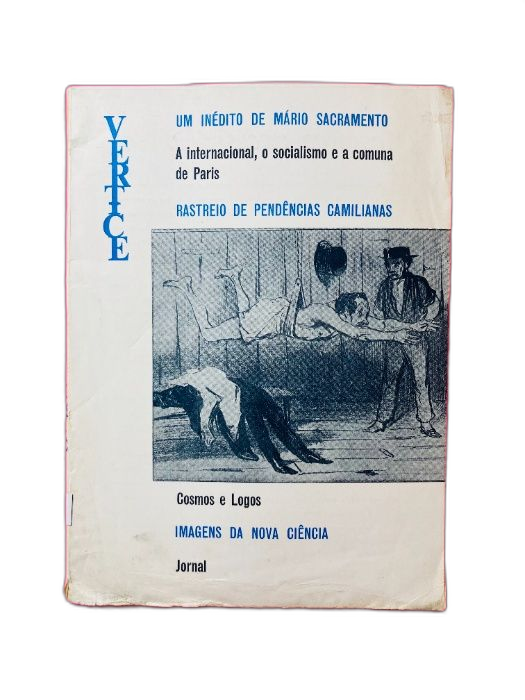 VERTICE
UM INÉDITO DE MÁRIO SACRAMENTO
A internacional, o socialismo e a comuna
de Paris
RASTREIO DE PENDÊNCIAS CAMILIANAS
Cosmos e Logos
IMAGENS DA NOVA CIÊNCIA
Jornal